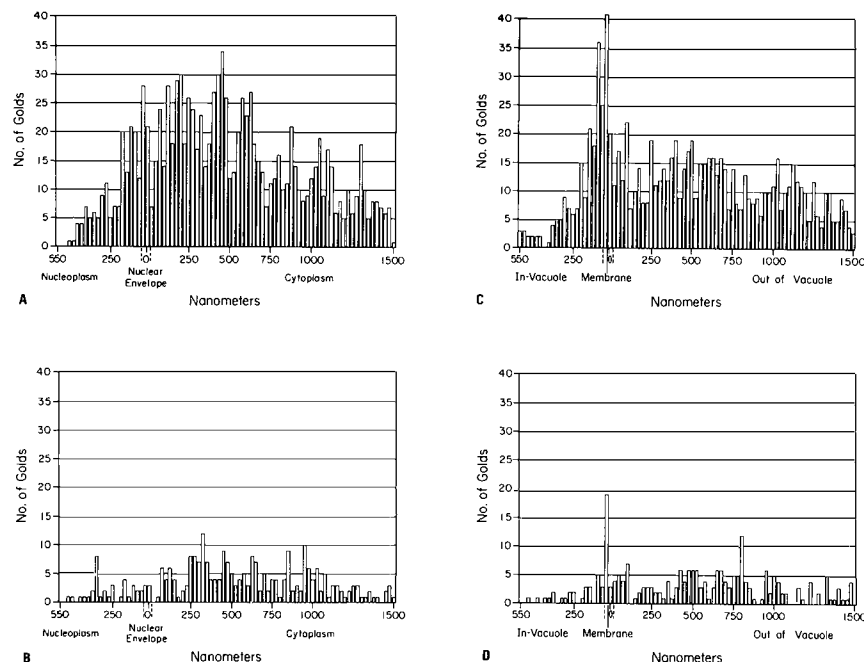 40
35
30
25
20
15
10
5
0
No. of Golds
550 250 '0' 250 500 750 1000 1500
Nucleoplasm Nuclear Envelope Cytoplasm
A Nanometers
40
35
30
25
20
15
10
5
0
No. of Golds
550 250 '0' 250 500 750 1000 1500
In-Vacuole Membrane Out of Vacuole
C Nanometers
40
35
30
25
20
15
10
5
0
No. of Golds
550 250 '0' 250 500 750 1000 1500
Nucleoplasm Nuclear Envelope Cytoplasm
B Nanometers
40
35
30
25
20
15
10
5
0
No. of Golds
550 250 '0' 250 500 750 1000 1500
In-Vacuole Membrane Out of Vacuole
D Nanometers